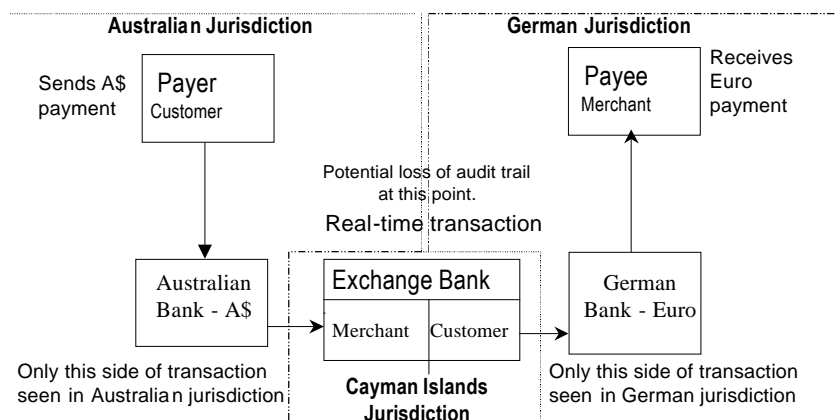 Australian Jurisdiction
German Jurisdiction
Sends A$
payment
Payer
Customer
Payee
Merchant
Receives
Euro
payment
Potential loss of audit trail
at this point.
Real-time transaction
Australian
Bank - A$
Exchange Bank
Merchant
Customer
German
Bank - Euro
Only this side of transaction
seen in Australian jurisdiction
Cayman Islands
Jurisdiction
Only this side of transaction
seen in German jurisdiction